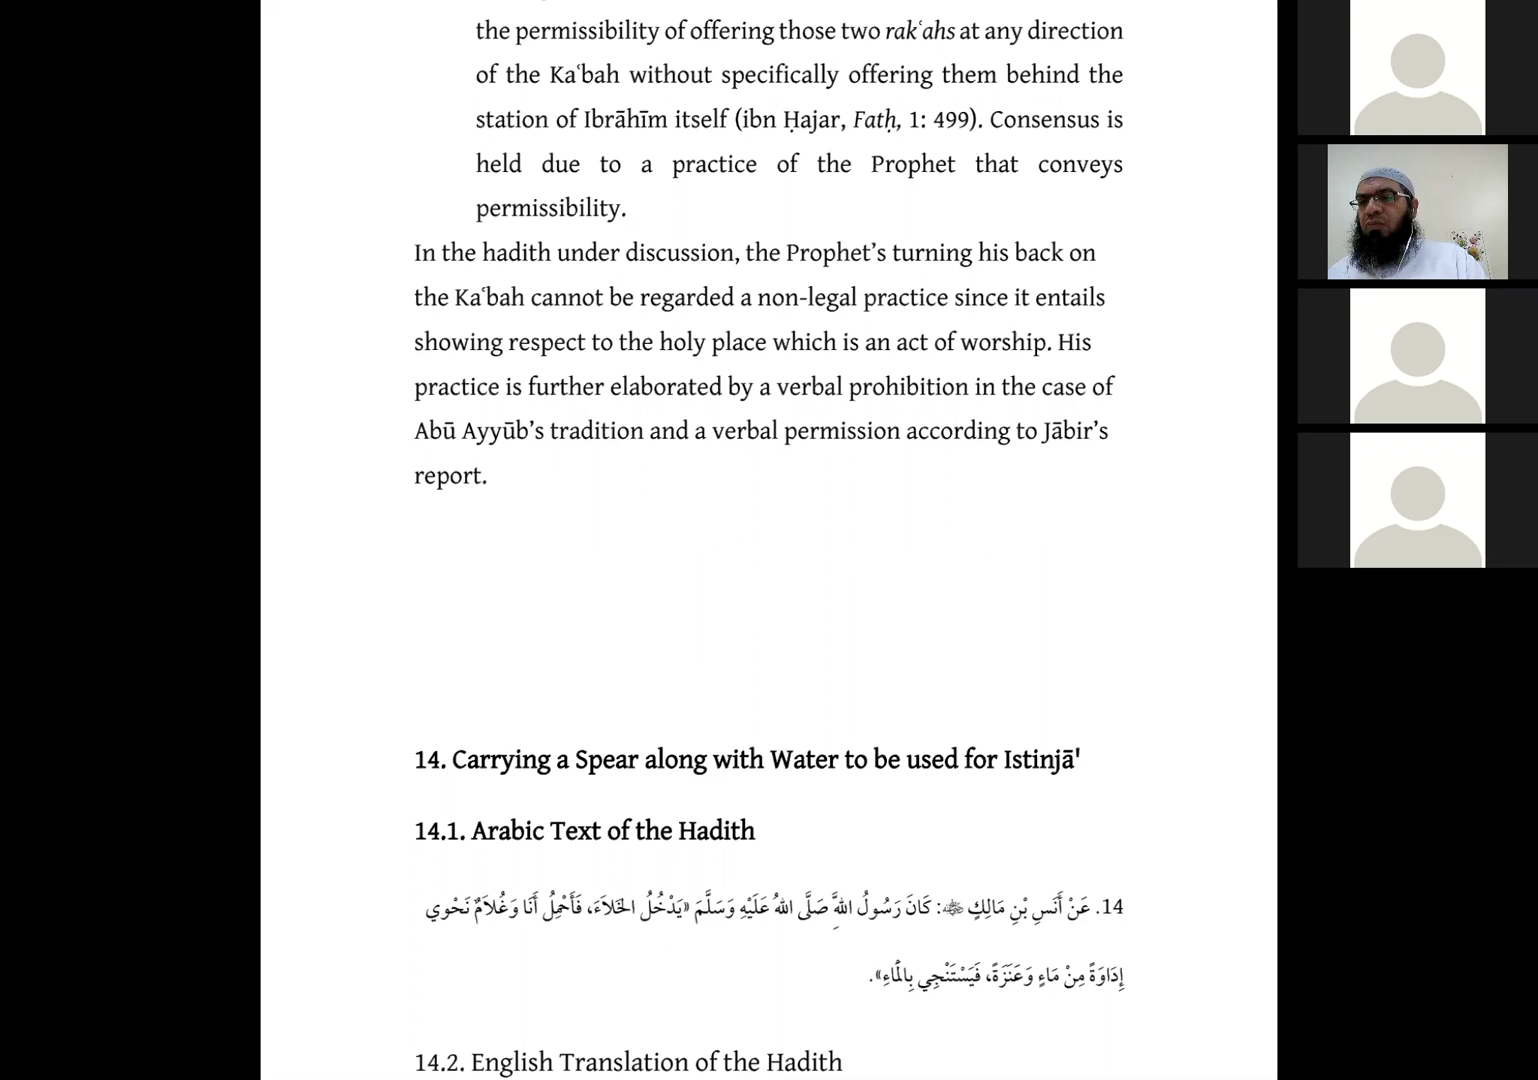 the permissibility of offering those two rakʿahs at any direction
of the Kaʿbah without specifically offering them behind the
station of Ibrāhīm itself (ibn Ḥajar, Fatḥ, 1: 499). Consensus is
held due to a practice of the Prophet that conveys
permissibility.
In the hadith under discussion, the Prophet’s turning his back on
the Kaʿbah cannot be regarded a non-legal practice since it entails
showing respect to the holy place which is an act of worship. His
practice is further elaborated by a verbal prohibition in the case of
Abū Ayyūb’s tradition and a verbal permission according to Jābir’s
report.
14. Carrying a Spear along with Water to be used for Istinjā'
14.1. Arabic Text of the Hadith
14. عَنْ أَنَسِ بْنِ مَالِكٍ ﵁: كَانَ رَسُولُ اللهِ صَلَّى اللهُ عَلَيْهِ وَسَلَّمَ «يَدْخُلُ الخَلاَءَ، فَأَحْمِلُ أَنَا وَغُلاَمٌ نَحْوِي
إِدَاوَةً مِنْ مَاءٍ وَعَنَزَةً، فَيَسْتَنْجِي بِالْمَاءِ».
14.2. English Translation of the Hadith